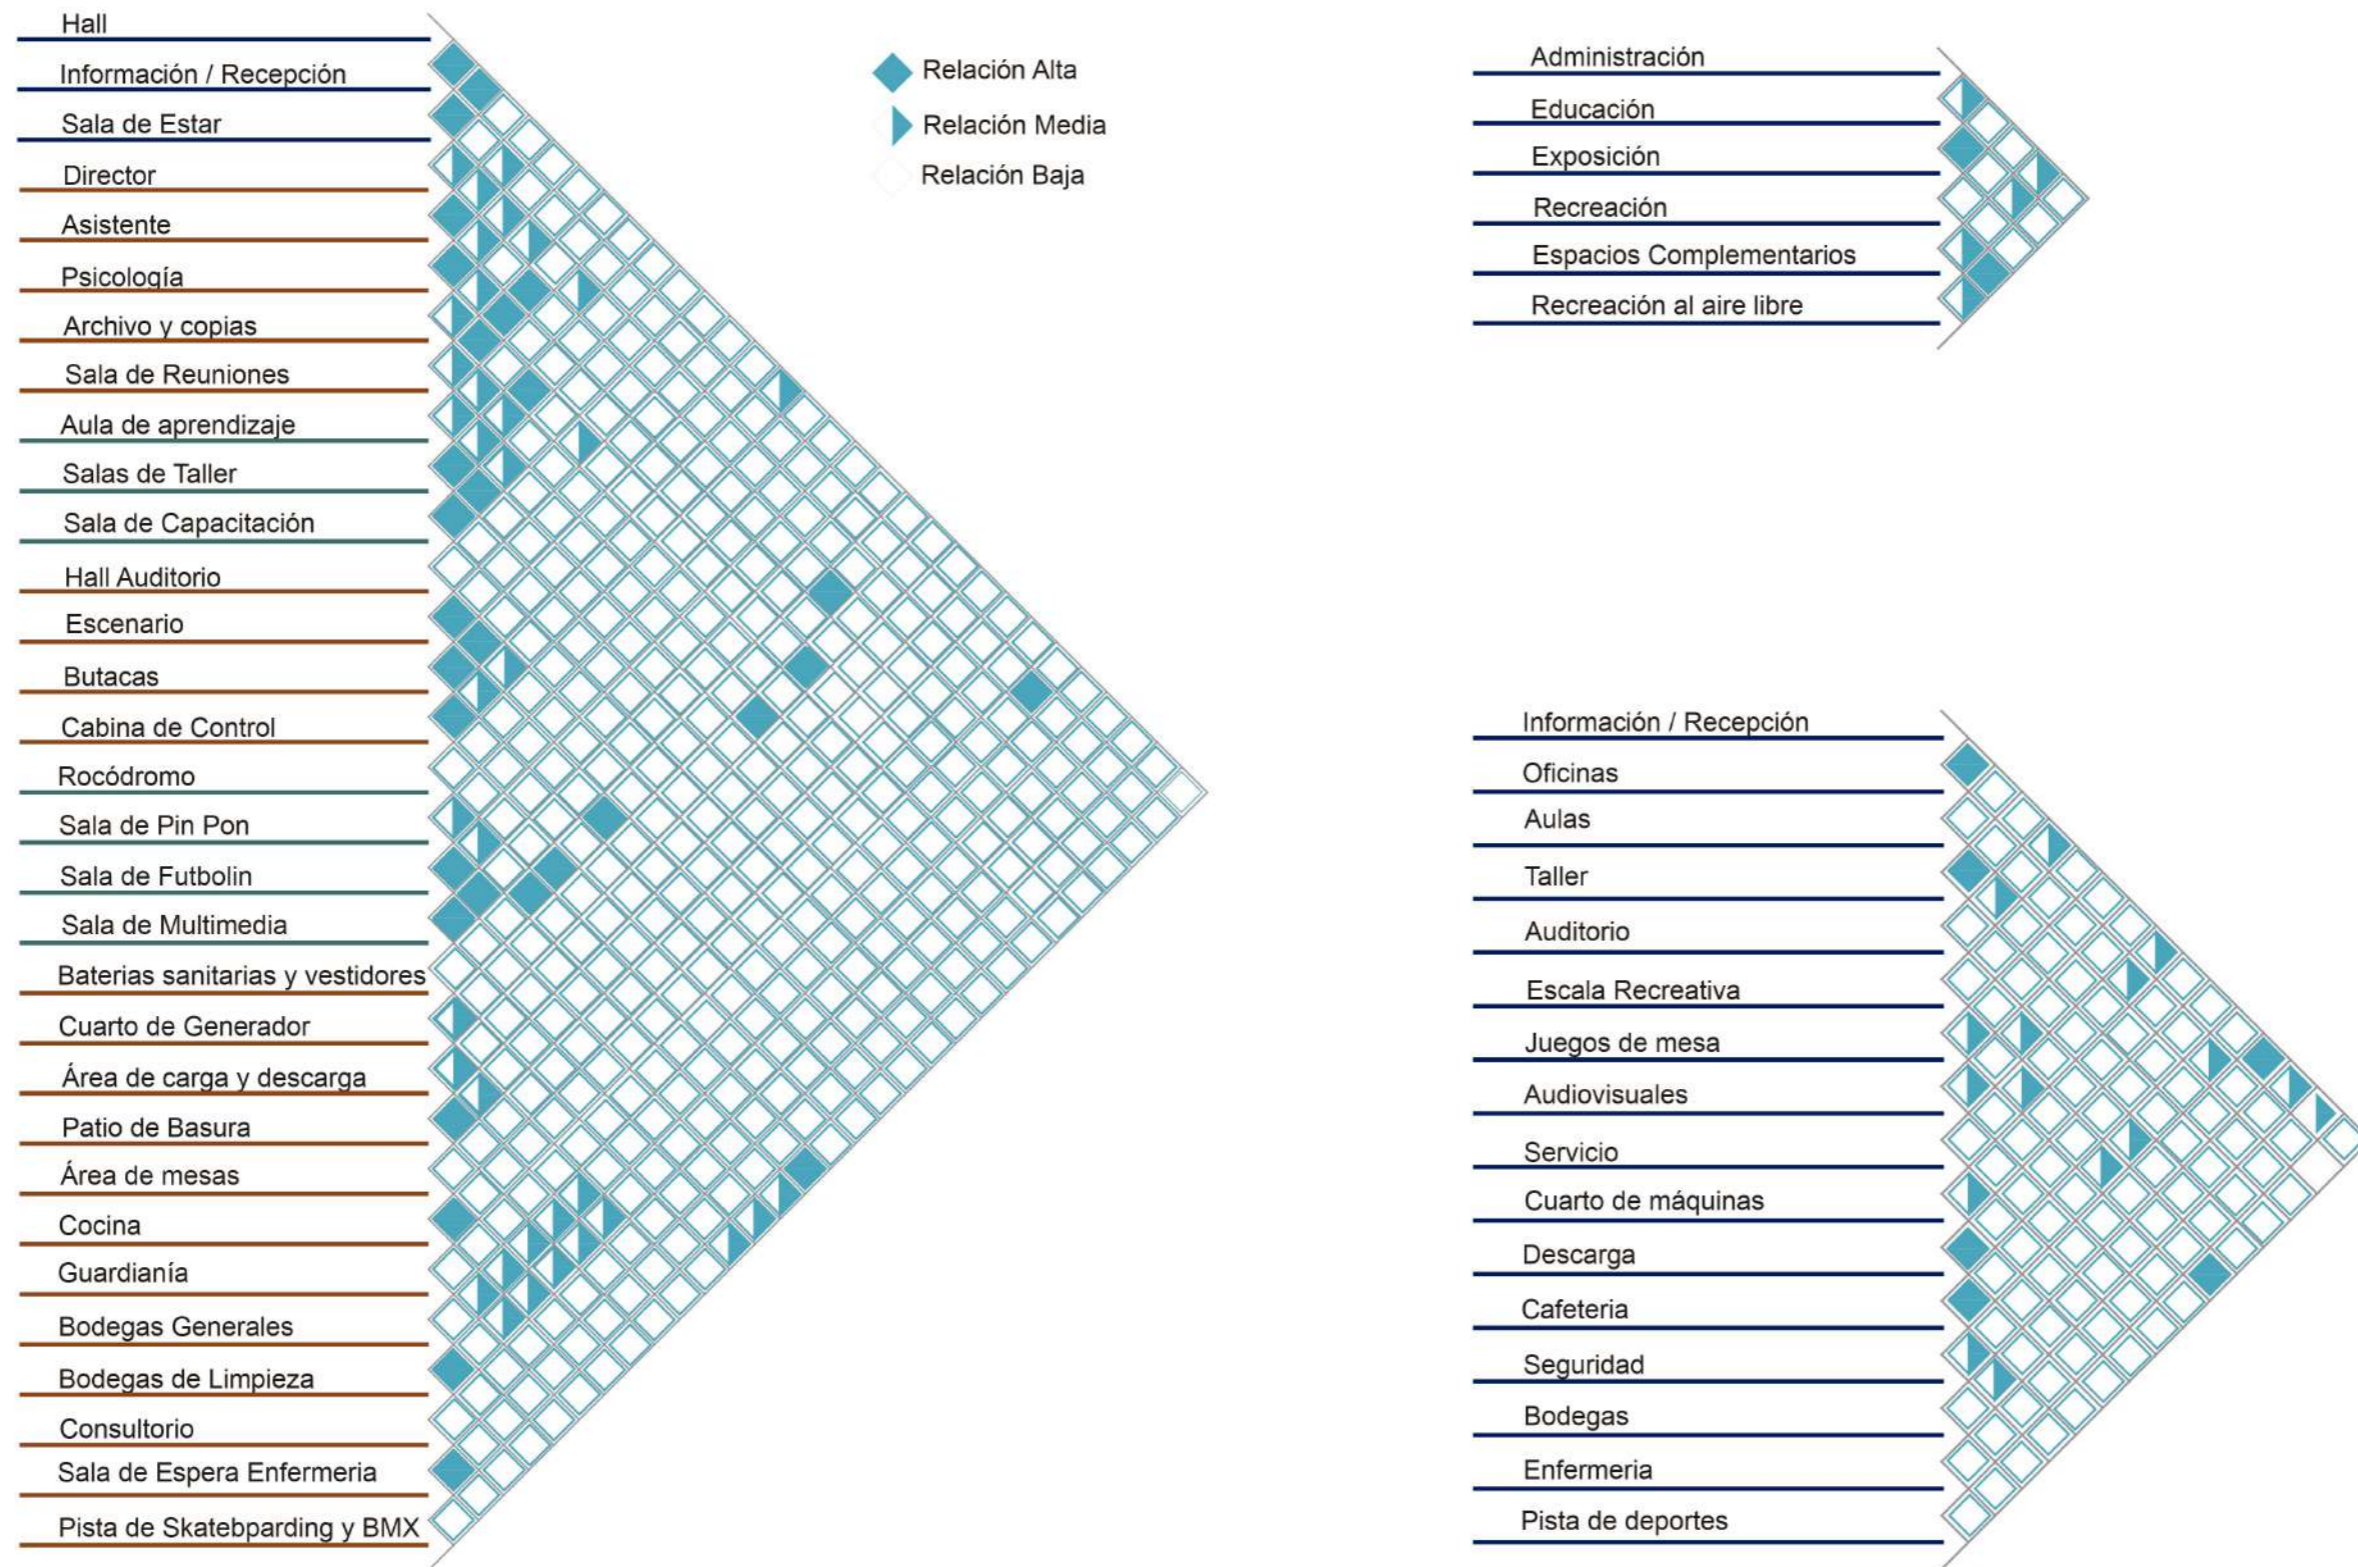 Hall
Información / Recepción
Sala de Estar
Director
Asistente
Psicología
Archivo y copias
Sala de Reuniones
Aula de aprendizaje
Salas de Taller
Sala de Capacitación
Hall Auditorio
Escenario
Butacas
Cabina de Control
Rocódromo
Sala de Pin Pon
Sala de Futbolin
Sala de Multimedia
Baterias sanitarias y vestidores
Cuarto de Generador
Área de carga y descarga
Patio de Basura
Área de mesas
Cocina
Guardianía
Bodegas Generales
Bodegas de Limpieza
Consultorio
Sala de Espera Enfermeria
Pista de Skatebparding y BMX
Relación Alta
Relación Media
Relación Baja
Administración
Educación
Exposición
Recreación
Espacios Complementarios
Recreación al aire libre
Información / Recepción
Oficinas
Aulas
Taller
Auditorio
Escala Recreativa
Juegos de mesa
Audiovisuales
Servicio
Cuarto de máquinas
Descarga
Cafeteria
Seguridad
Bodegas
Enfermeria
Pista de deportes